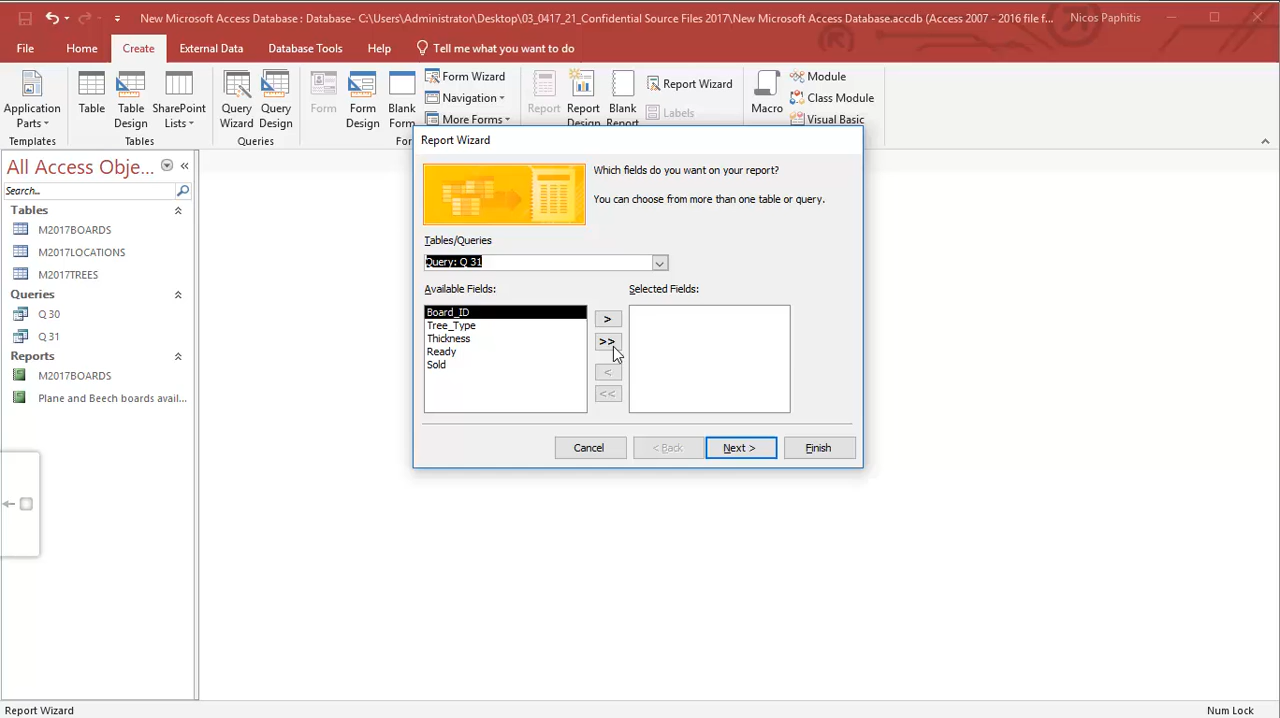 New Microsoft Access Database : Database- C:\Users\Administrator\Desktop\03_0417_21_Confidential Source Files 2017\New Microsoft Access Database.accdb (Access 2007 - 2016 file f...
Nicos Paphitis
File
Home
Create
External Data
Database Tools
Help
Tell me what you want to do
Application Parts
Table
Table Design
SharePoint Lists
Query Wizard
Query Design
Form
Form Design
Blank Form
Form Wizard
Navigation
More Forms
Report
Report Design
Blank Report
Report Wizard
Labels
Macro
Module
Class Module
Visual Basic
Templates
Tables
Queries
For
All Access Obje...
Search...
Tables
M2017BOARDS
M2017LOCATIONS
M2017TREES
Queries
Q 30
Q 31
Reports
M2017BOARDS
Plane and Beech boards avail...
Report Wizard
Which fields do you want on your report?
You can choose from more than one table or query.
Tables/Queries
Query: Q 31
Available Fields:
Selected Fields:
Board_ID
Tree_Type
Thickness
Ready
Sold
>
>>
<
<<
Cancel
< Back
Next >
Finish
Report Wizard
Num Lock